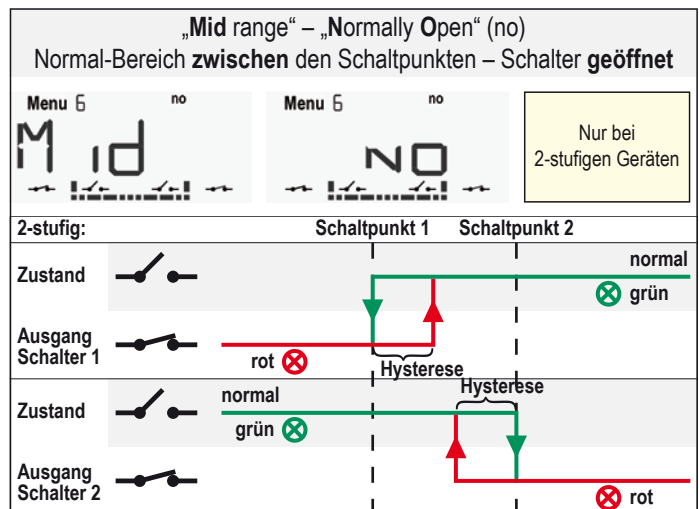 „Mid range“ – „Normally Open“ (no)
Normal-Bereich zwischen den Schaltpunkten – Schalter geöffnet
Menu 6 no
Mid
Menu 6 no
NO
Nur bei
2-stufigen Geräten
2-stufig: Schaltpunkt 1 Schaltpunkt 2
normal
Zustand
grün
Ausgang
Schalter 1
rot
Hysterese
Hysterese
normal
Zustand
grün
Ausgang
Schalter 2
rot